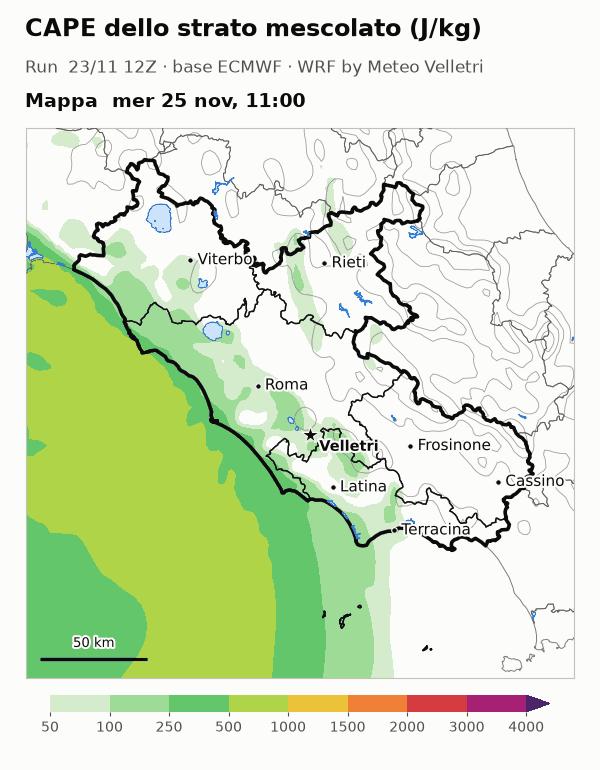 CAPE dello strato mescolato (J/kg)
Run  23/11 12Z · base ECMWF · WRF by Meteo Velletri
Mappa  mer 25 nov, 11:00
Viterbo
Rieti
Roma
Velletri
Frosinone
Cassino
Latina
Terracina
50 km
50 100 250 500 1000 1500 2000 3000 4000